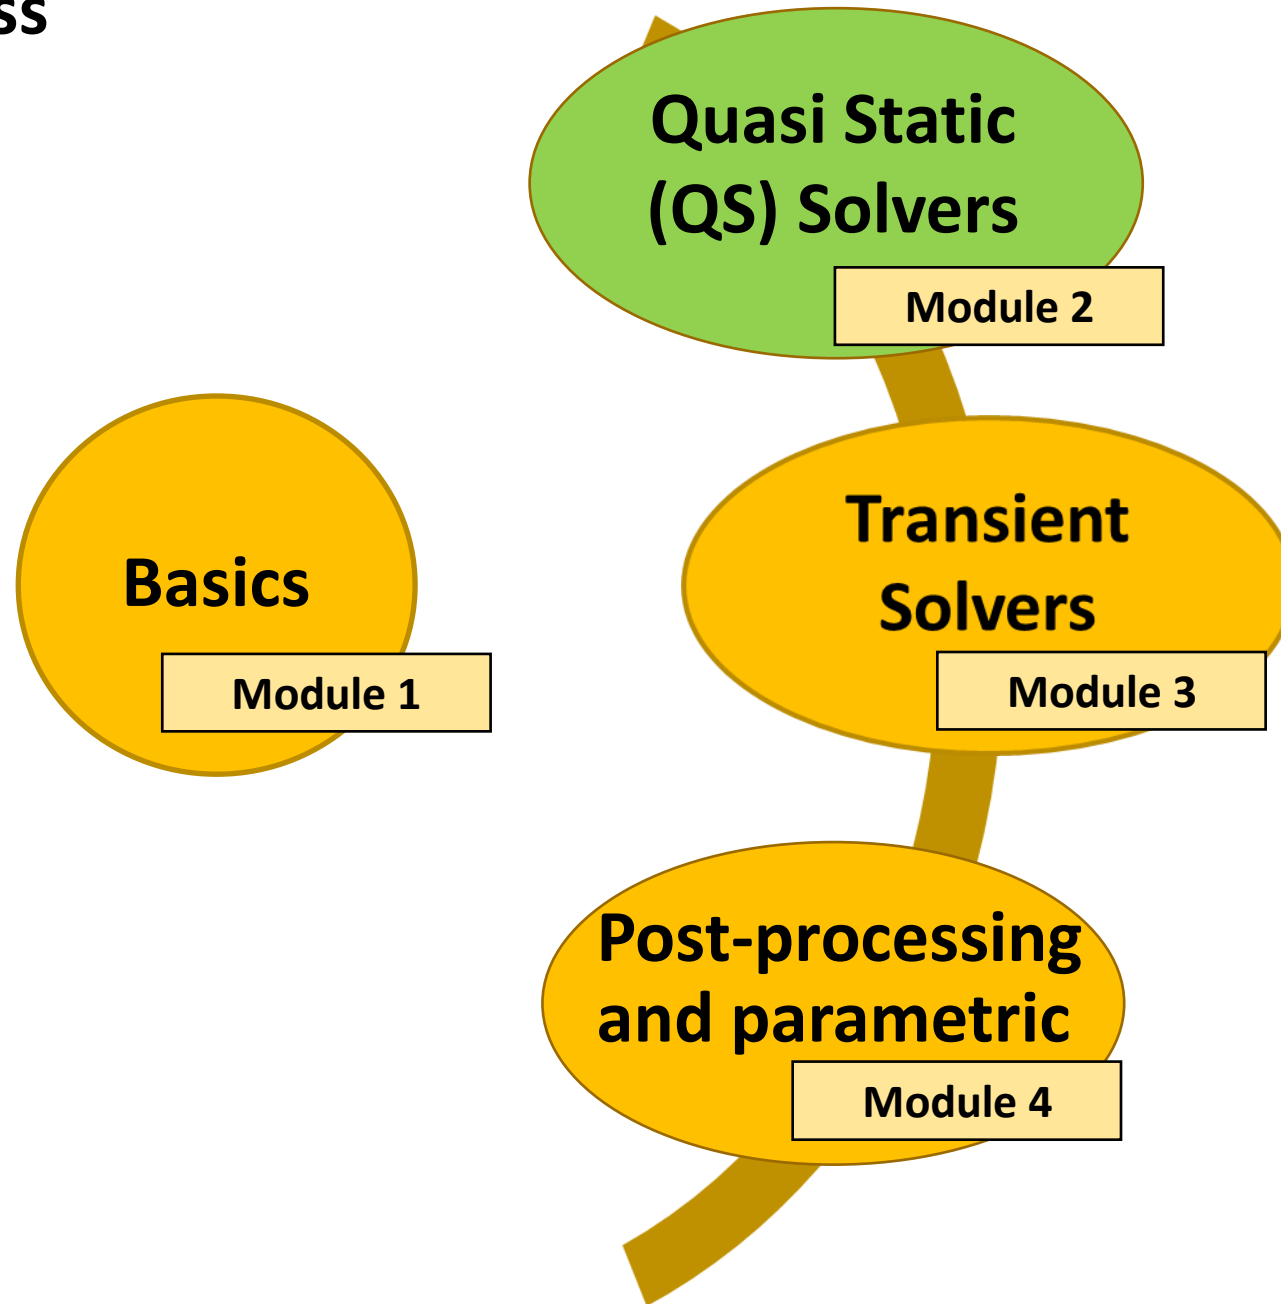 Quasi Static
(QS) Solvers
Module 2
Basics
Module 1
Transient
Solvers
Module 3
Post-processing
and parametric
Module 4